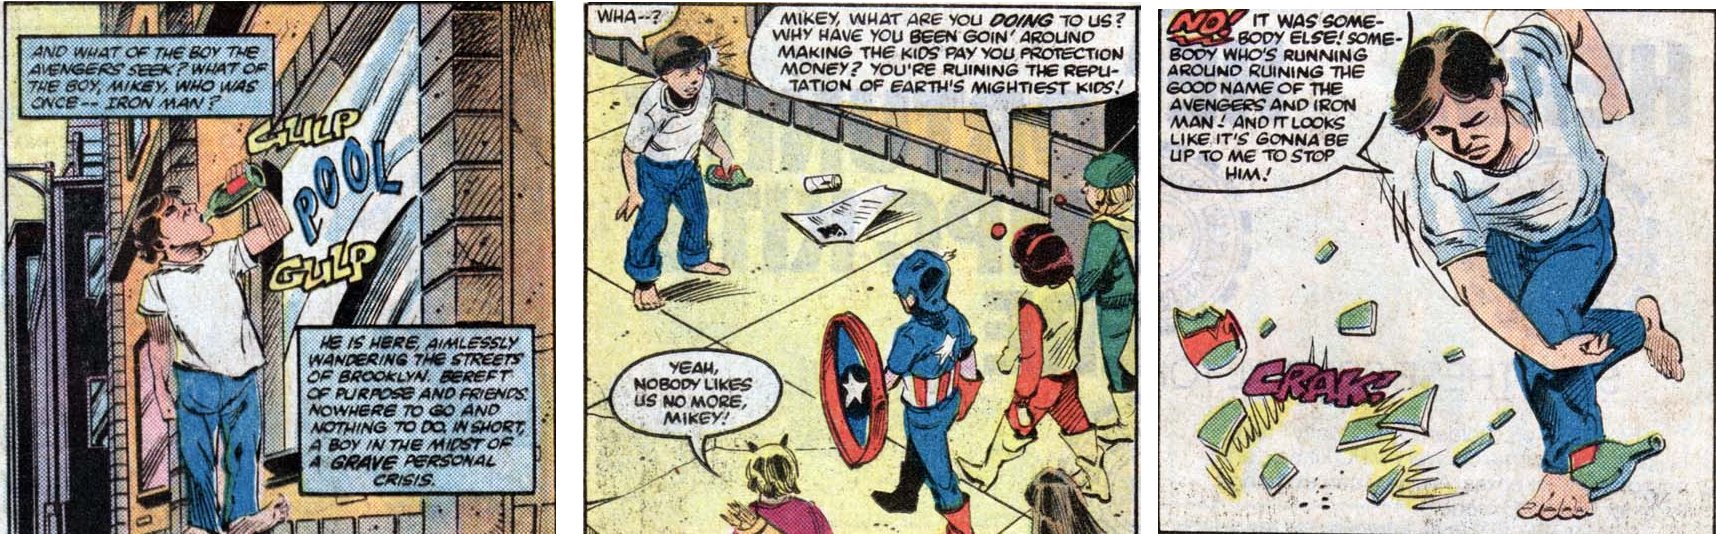 AND WHAT OF THE BOY THE
AVENGERS SEEK? WHAT OF
THE BOY, MIKEY, WHO WAS
ONCE-- IRON MAN?
GULP
POOL
GULP
HE IS HERE, AIMLESSLY
WANDERING THE STREETS
OF BROOKLYN. BEREFT
OF PURPOSE AND FRIENDS.
NOWHERE TO GO AND
NOTHING TO DO. IN SHORT,
A BOY IN THE MIDST OF
A GRAVE PERSONAL
CRISIS.
WHA--?
MIKEY, WHAT ARE YOU DOING TO US?
WHY HAVE YOU BEEN GOIN' AROUND
MAKING THE KIDS PAY YOU PROTECTION
MONEY? YOU'RE RUINING THE REPU-
TATION OF EARTH'S MIGHTIEST KIDS!
YEAH,
NOBODY LIKES
US NO MORE,
MIKEY!
NO! IT WAS SOME-
BODY ELSE! SOME-
BODY WHO'S RUNNING
AROUND RUINING THE
GOOD NAME OF THE
AVENGERS AND IRON
MAN! AND IT LOOKS
LIKE IT'S GONNA BE
UP TO ME TO STOP
HIM!
CRAK!